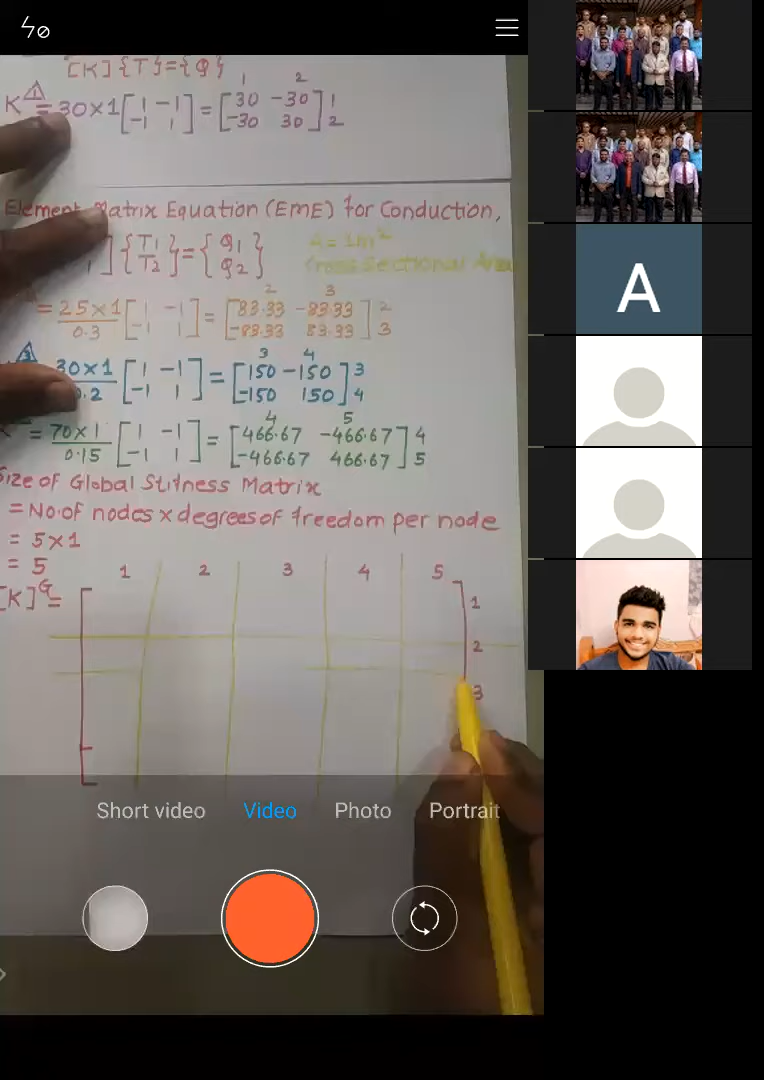 [K]{T}={Q}
1 2
K 1 = 30×1 [1 -1 = [30 -30 ] 1
-1 1] -30 30 2
Element Matrix Equation (EME) for Conduction,
] {T1 } = {Q1 } A = 1m²
1 T2 Q2 Cross Sectional Area
2 3
= 25×1 [1 -1 ] = [83.33 -83.33 ] 2
0.3 -1 1 -83.33 83.33 3
3 3 4
30×1 [1 -1 ] = [150 -150 ] 3
0.2 -1 1 -150 150 4
4 5
= 70×1 [1 -1 ] = [466.67 -466.67 ] 4
0.15 -1 1 -466.67 466.67 5
Size of Global Stifness Matrix
= No.of nodes × degrees of freedom per node
= 5×1
= 5
1 2 3 4 5
[K]G =
1
2
3
Short video Video Photo Portrait
A